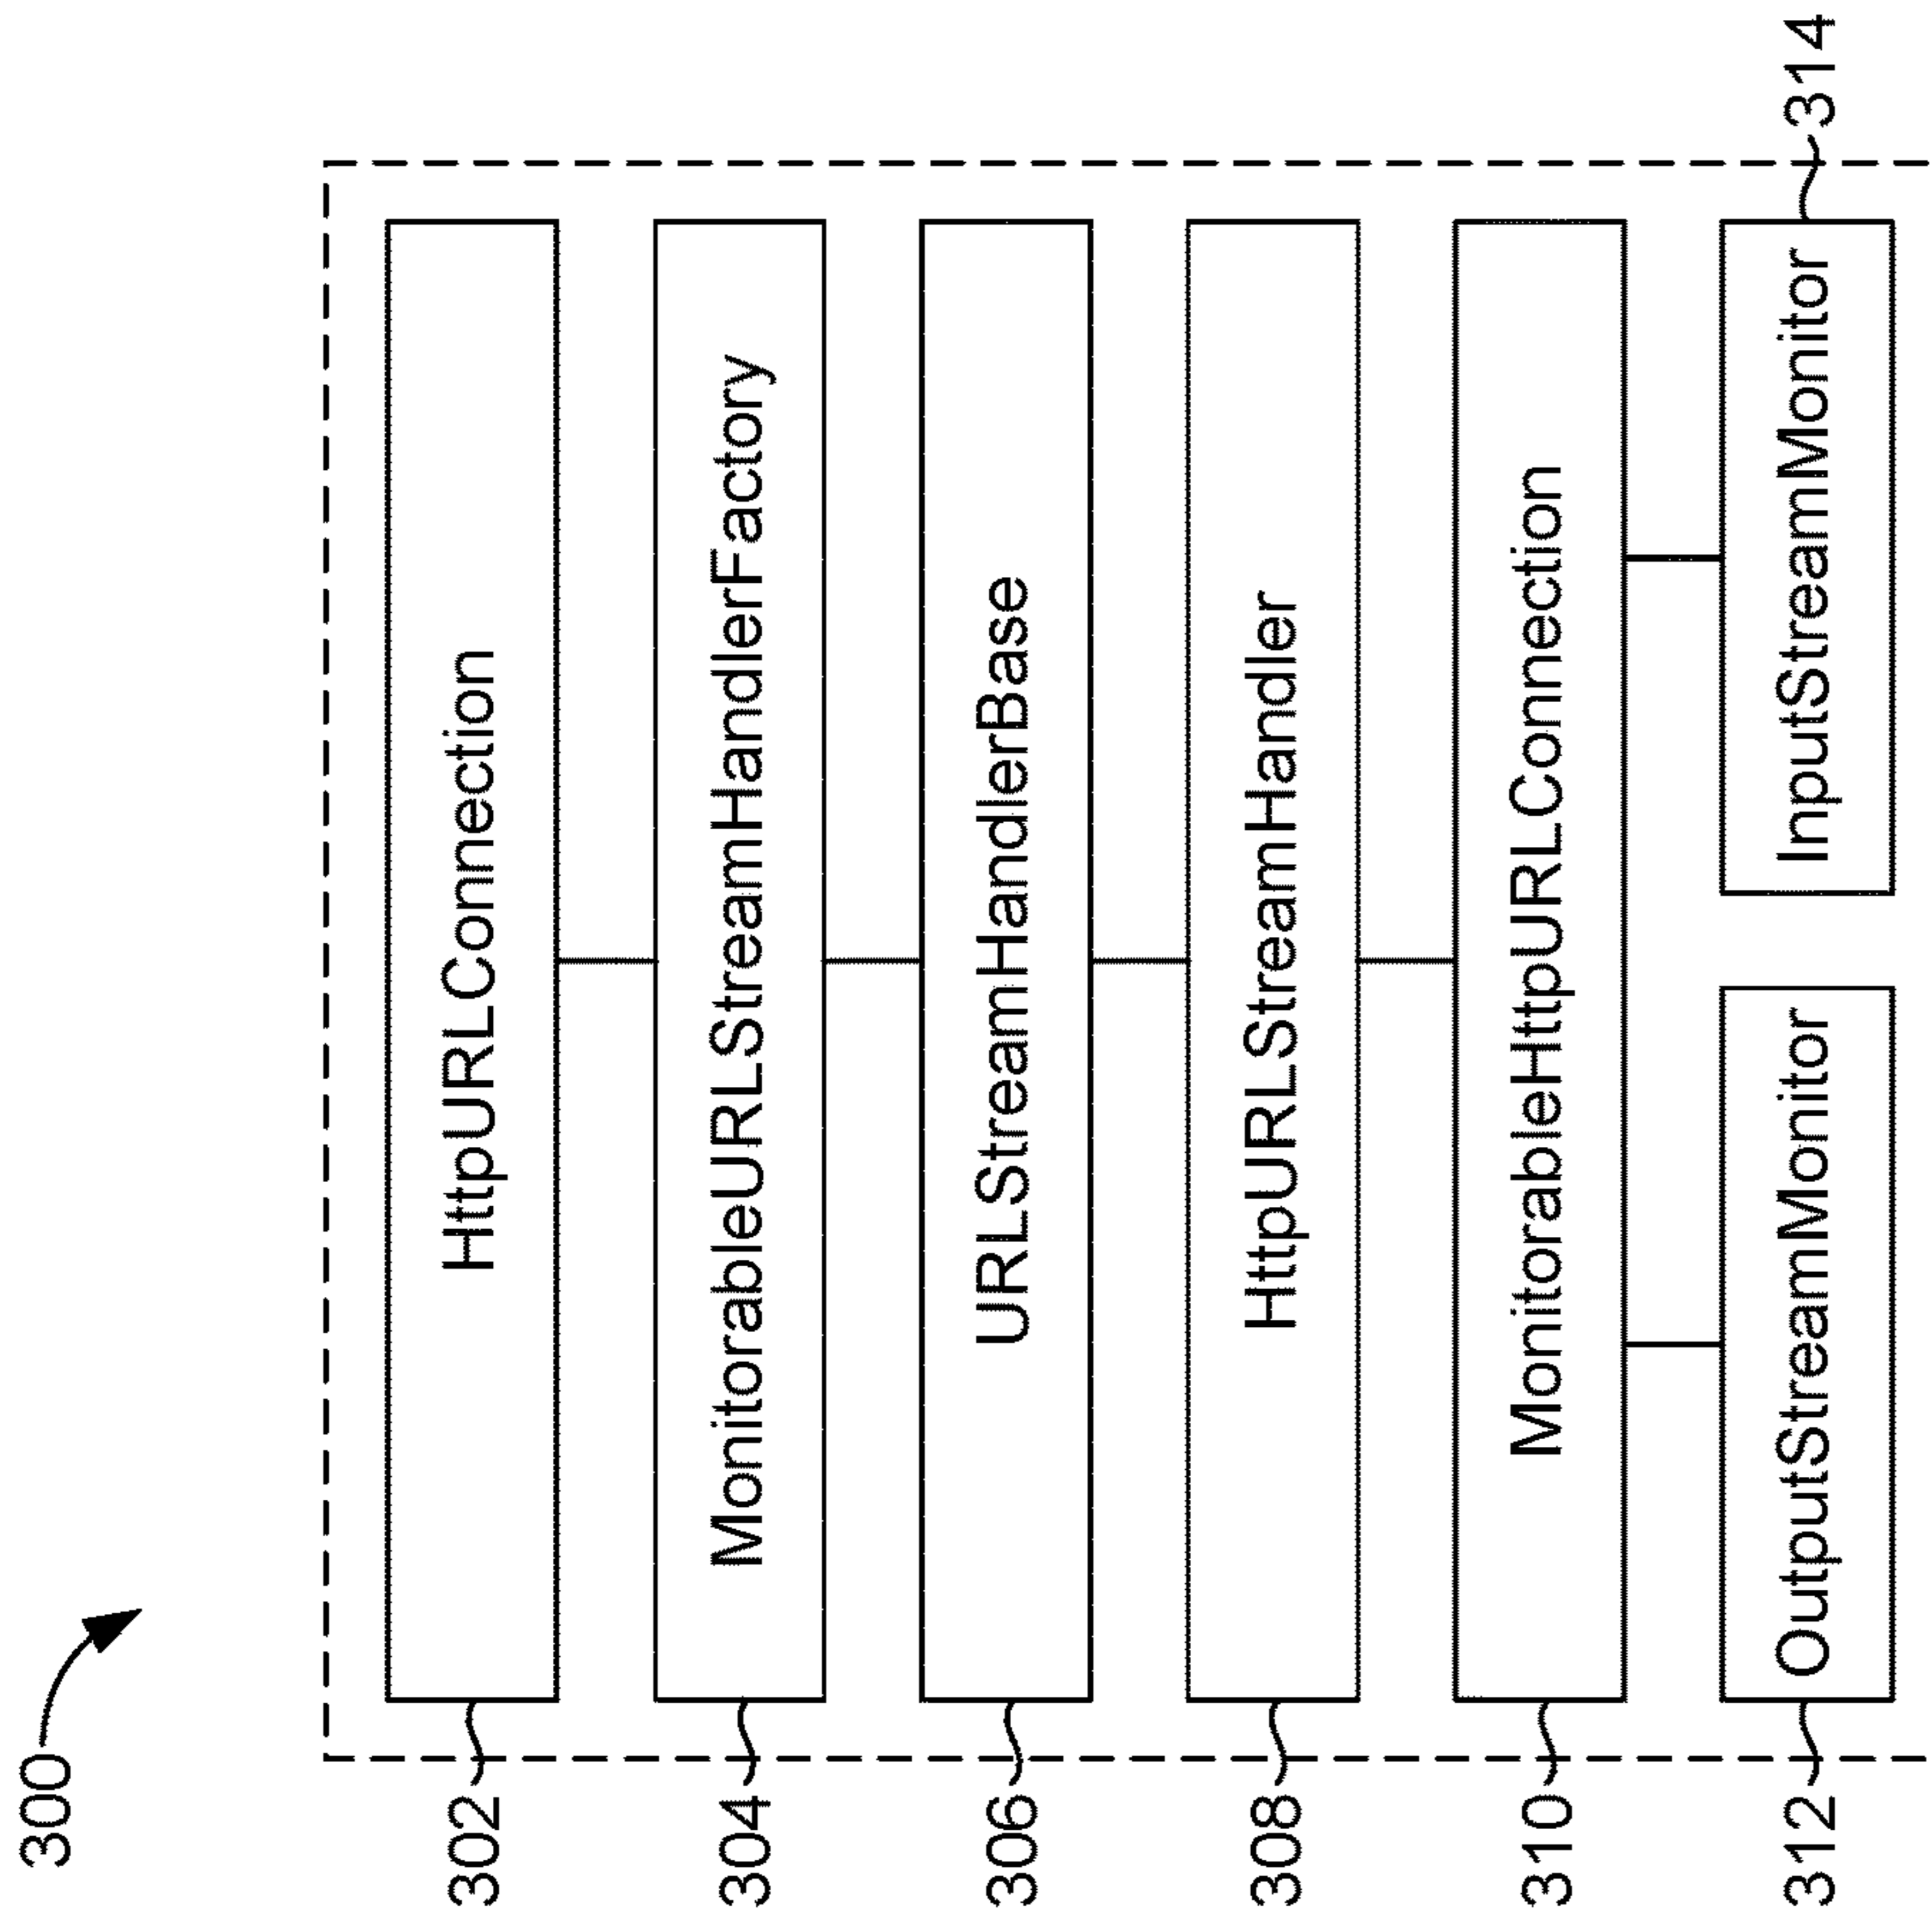 300
302
HttpURLConnection
304
MonitorableURLStreamHandlerFactory
306
URLStreamHandlerBase
308
HttpURLStreamHandler
310
MonitorableHttpURLConnection
312
OutputStreamMonitor
InputStreamMonitor
314